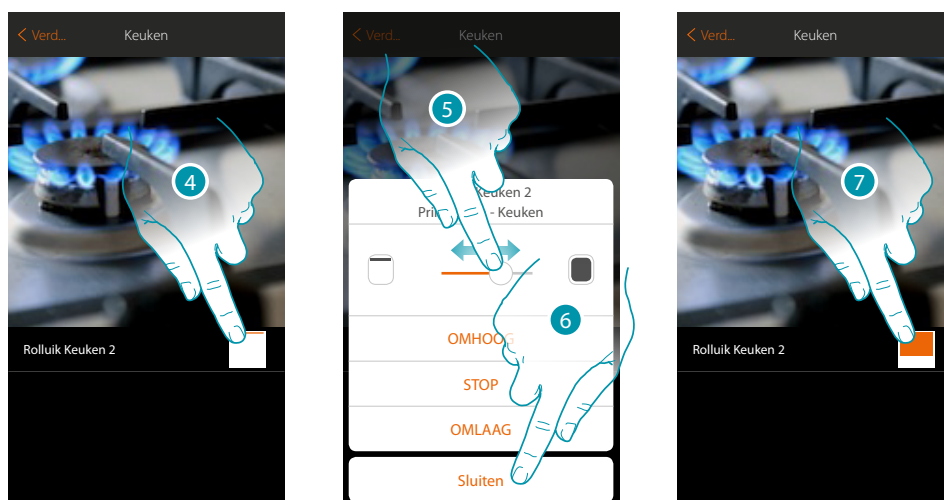 < Verd...
Keuken
4
Rolluik Keuken 2
< Verd...
Keuken
5
Keuken 2
- Keuken
6
OMHOOG
STOP
OMLAAG
Sluiten
< Verd...
Keuken
7
Rolluik Keuken 2